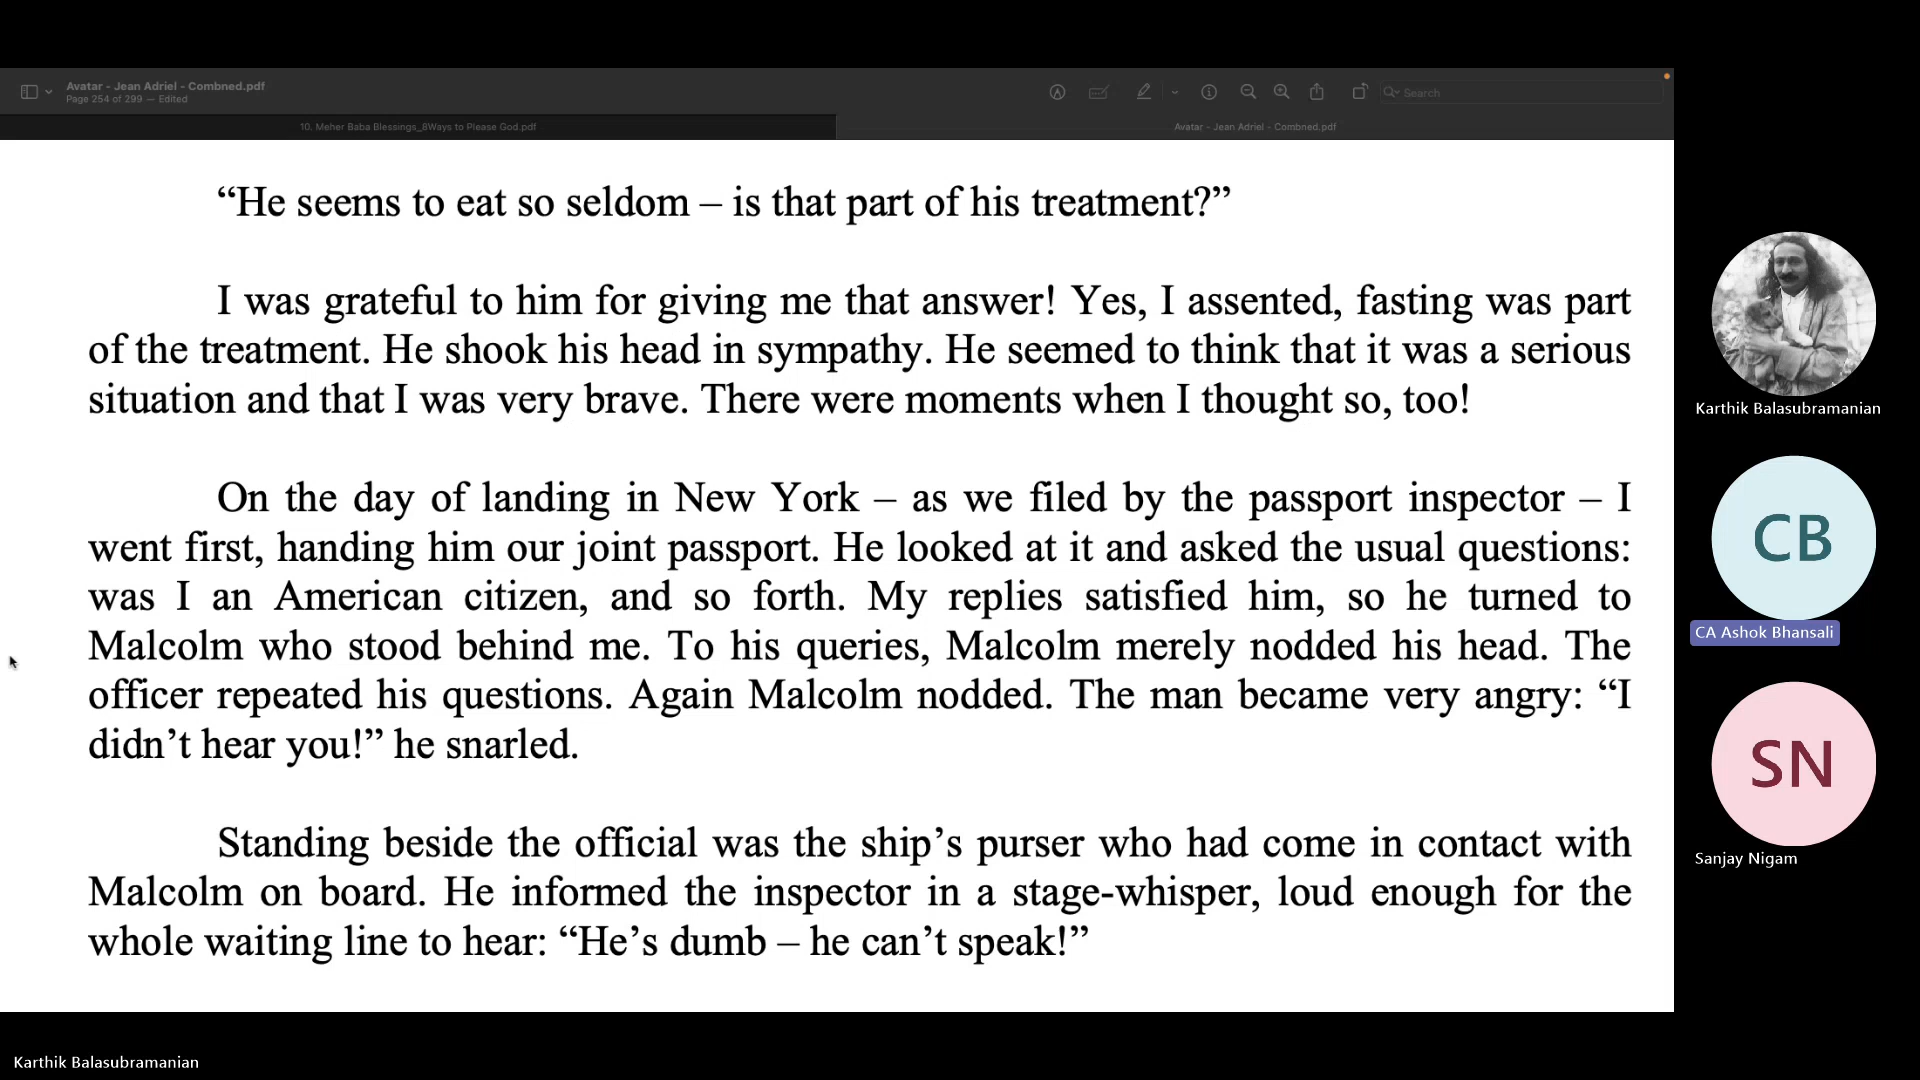 Avatar - Jean Adriel - Combned.pdf
Page 254 of 299 — Edited
Search
10. Meher Baba Blessings_8Ways to Please God.pdf
Avatar - Jean Adriel - Combned.pdf
“He seems to eat so seldom – is that part of his treatment?”
I was grateful to him for giving me that answer! Yes, I assented, fasting was part
of the treatment. He shook his head in sympathy. He seemed to think that it was a serious
situation and that I was very brave. There were moments when I thought so, too!
On the day of landing in New York – as we filed by the passport inspector – I
went first, handing him our joint passport. He looked at it and asked the usual questions:
was I an American citizen, and so forth. My replies satisfied him, so he turned to
Malcolm who stood behind me. To his queries, Malcolm merely nodded his head. The
officer repeated his questions. Again Malcolm nodded. The man became very angry: “I
didn’t hear you!” he snarled.
Standing beside the official was the ship’s purser who had come in contact with
Malcolm on board. He informed the inspector in a stage-whisper, loud enough for the
whole waiting line to hear: “He’s dumb – he can’t speak!”
Karthik Balasubramanian
CB
CA Ashok Bhansali
SN
Sanjay Nigam
Karthik Balasubramanian